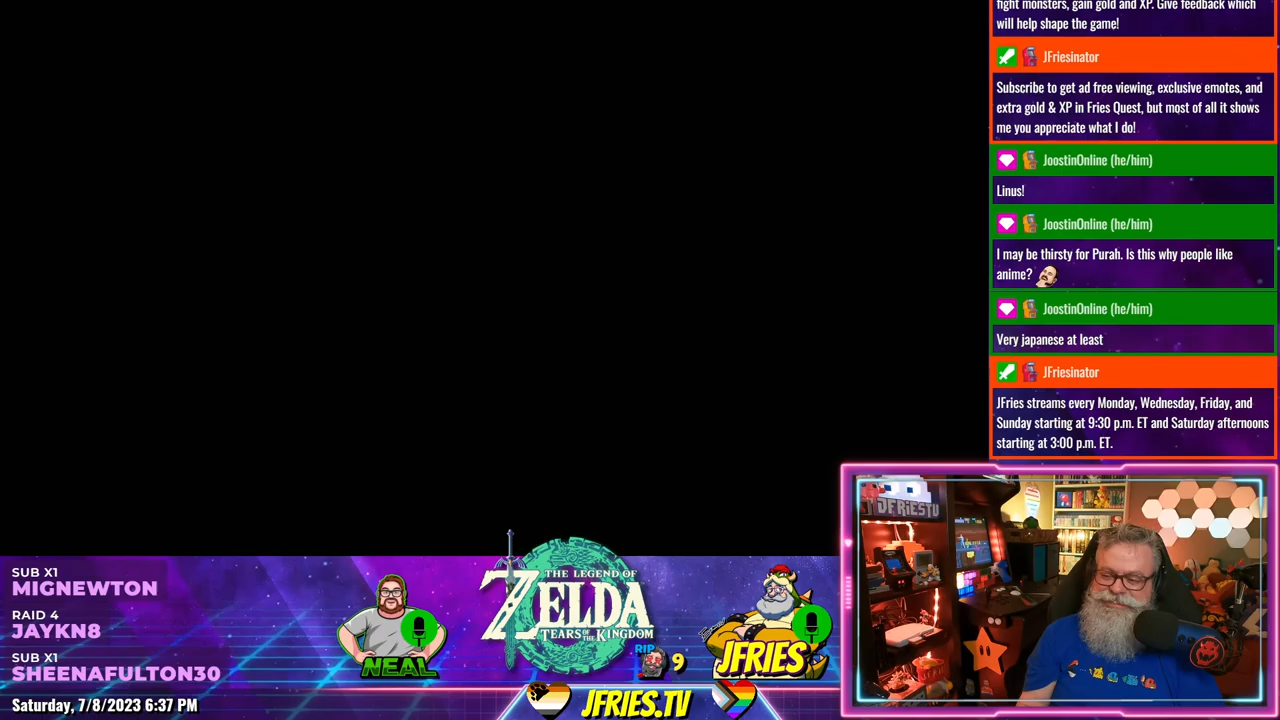 fight monsters, gain gold and XP. Give feedback which
will help shape the game!
JFriesinator
Subscribe to get ad free viewing, exclusive emotes, and
extra gold & XP in Fries Quest, but most of all it shows
me you appreciate what I do!
JoostinOnline (he/him)
Linus!
JoostinOnline (he/him)
I may be thirsty for Purah. Is this why people like
anime?
JoostinOnline (he/him)
Very japanese at least
JFriesinator
JFries streams every Monday, Wednesday, Friday, and
Sunday starting at 9:30 p.m. ET and Saturday afternoons
starting at 3:00 p.m. ET.
JFRIESTV
SUB X1
MIGNEWTON
RAID 4
JAYKN8
SUB X1
SHEENAFULTON30
Saturday, 7/8/2023 6:37 PM
NEAL
THE LEGEND OF
ZELDA
TEARS OF THE KINGDOM
RIP
9
JFRIES
JFRIES.TV